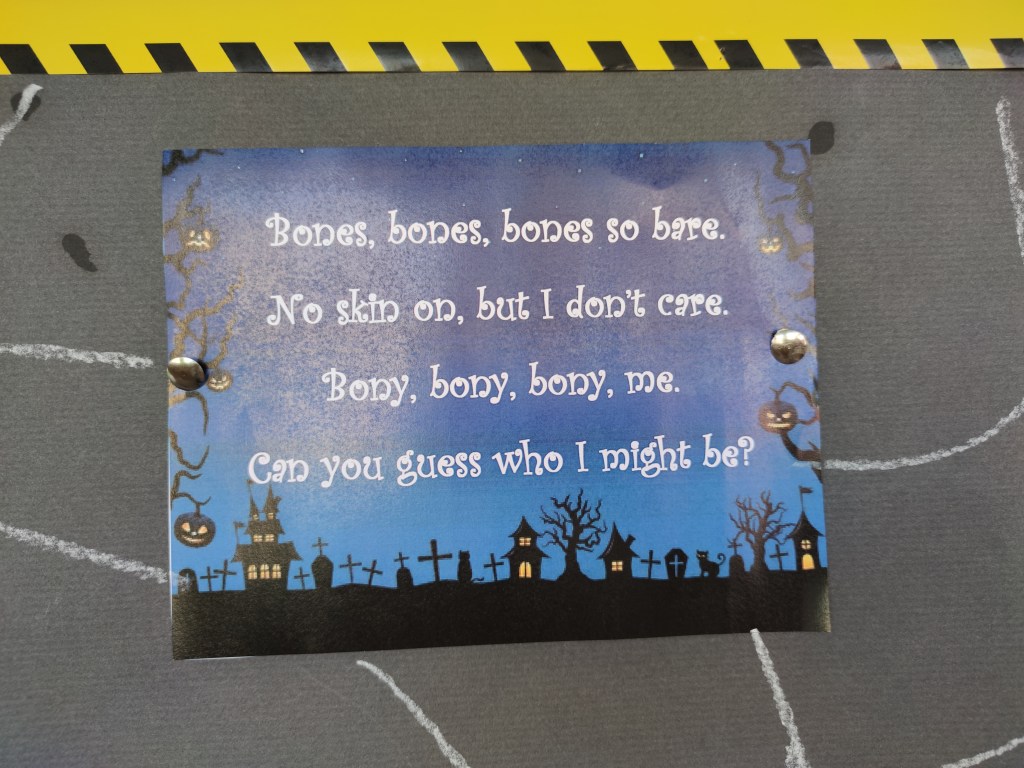 Bones, bones, bones so bare.
No skin on, but I don't care.
Bony, bony, bony, me.
Can you guess who I might be?